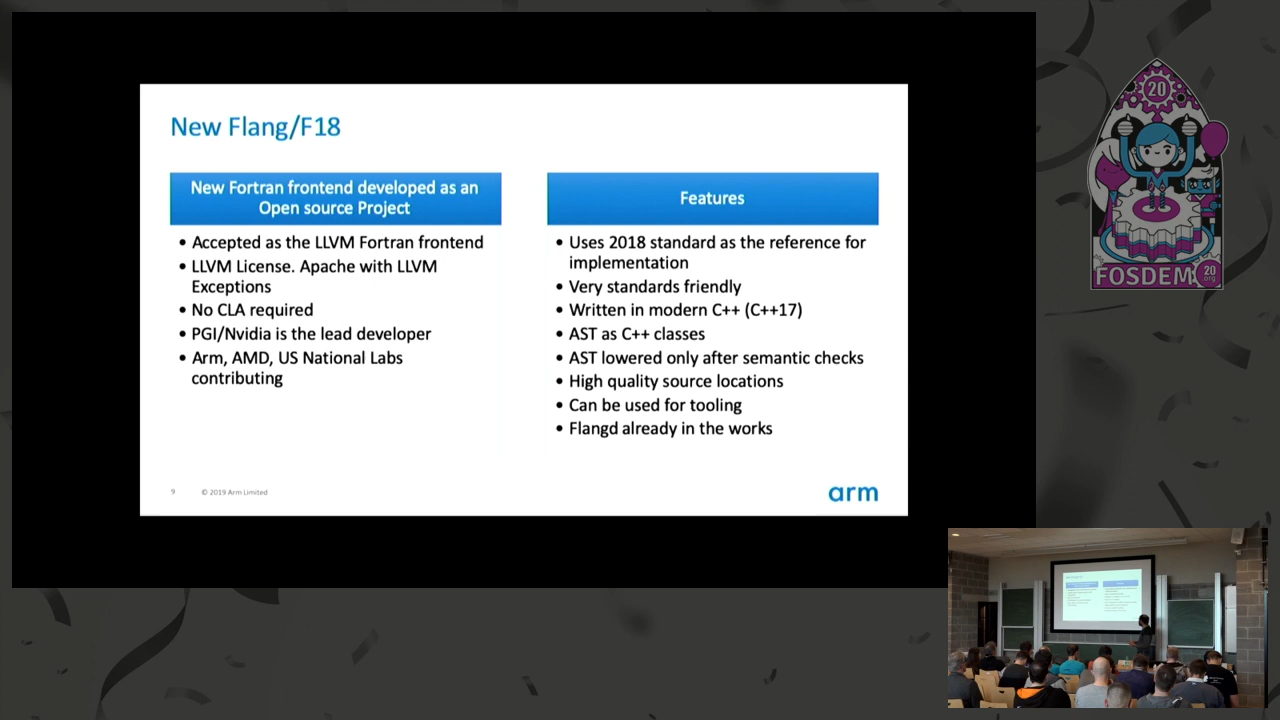 New Flang/F18
New Fortran frontend developed as an
Open source Project
• Accepted as the LLVM Fortran frontend
• LLVM License. Apache with LLVM
Exceptions
• No CLA required
• PGI/Nvidia is the lead developer
• Arm, AMD, US National Labs
contributing
Features
• Uses 2018 standard as the reference for
implementation
• Very standards friendly
• Written in modern C++ (C++17)
• AST as C++ classes
• AST lowered only after semantic checks
• High quality source locations
• Can be used for tooling
• Flangd already in the works
9 © 2019 Arm Limited
arm
20
FOSDEM 20
.org